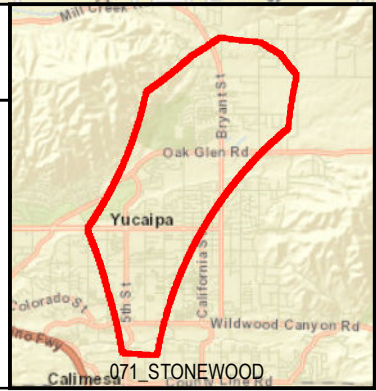 Mill Creek
Bryant St
Oak Glen Rd
Yucaipa
5th St
California St
Colorado St
Wildwood Canyon Rd
no Fwy
071_STONEWOOD
Calimesa
County Line Rd